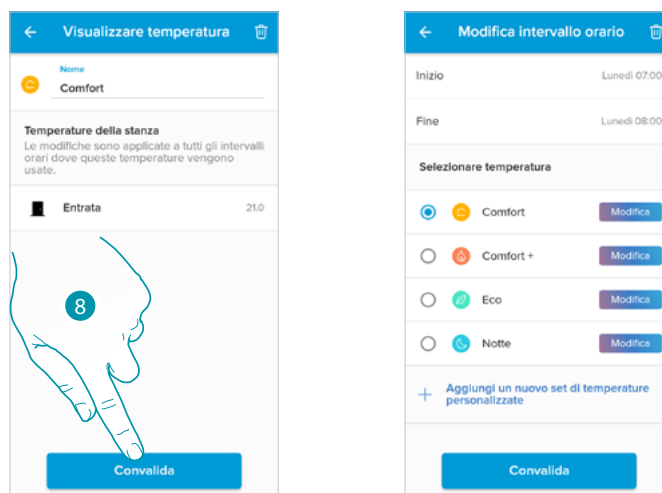 Visualizzare temperatura
Nome
Comfort
Temperature della stanza
Le modifiche sono applicate a tutti gli intervalli
orari dove queste temperature vengono
usate.
Entrata
21.0
8
Convalida
Modifica intervallo orario
Inizio
Lunedì 07:00
Fine
Lunedì 08:00
Selezionare temperatura
Comfort
Modifica
Comfort +
Modifica
Eco
Modifica
Notte
Modifica
+ Aggiungi un nuovo set di temperature
personalizzate
Convalida